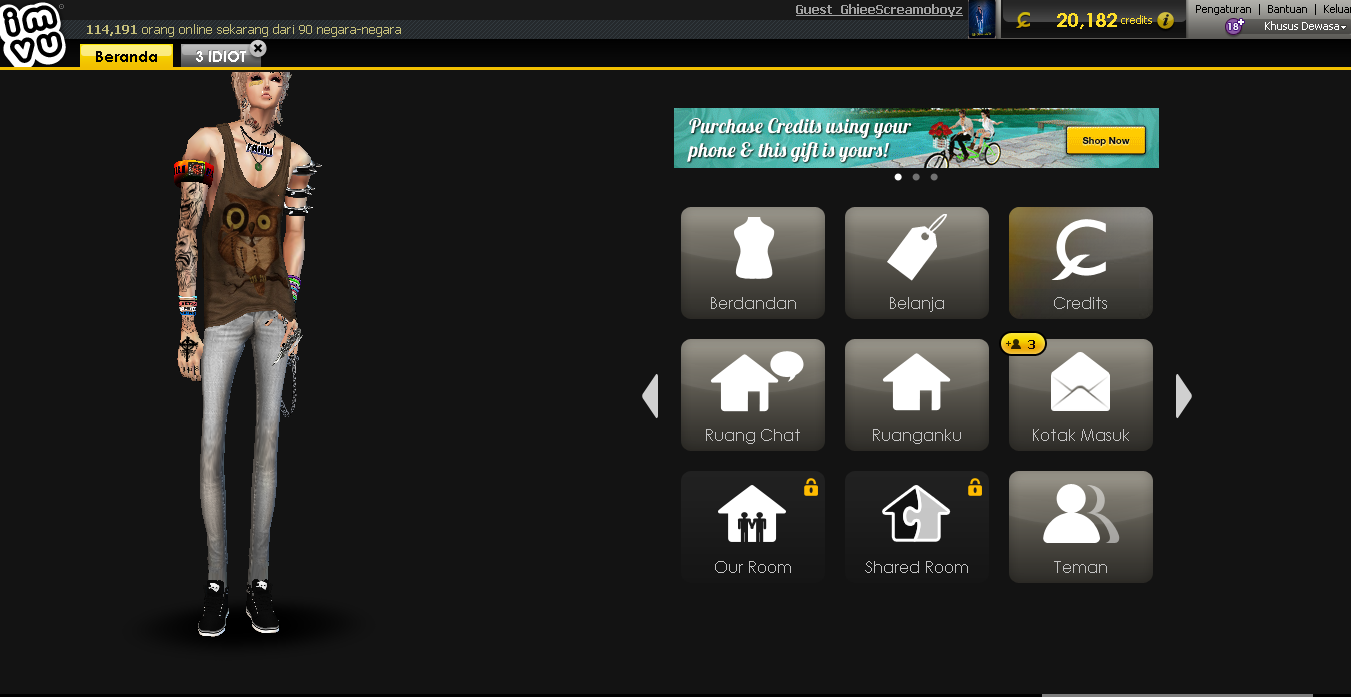 imvu
114,191 orang online sekarang dari 90 negara-negara
Guest_GhieeScreamoboyz
20,182 credits i
Pengaturan | Bantuan | Keluar
18+ Khusus Dewasa
Beranda
3 IDIOT
Purchase Credits using your
phone & this gift is yours!
Shop Now
Berdandan
Belanja
Credits
Ruang Chat
Ruanganku
+ 3
Kotak Masuk
Our Room
Shared Room
Teman